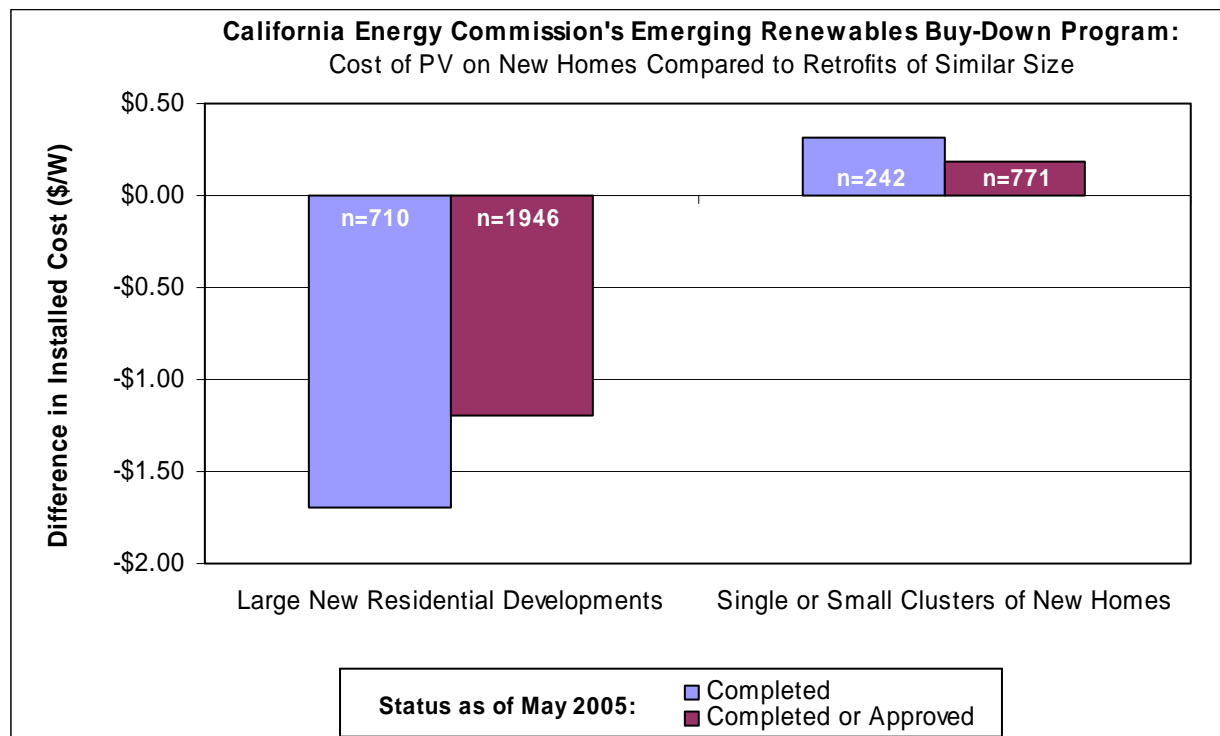 California Energy Commission's Emerging Renewables Buy-Down Program:
Cost of PV on New Homes Compared to Retrofits of Similar Size
Difference in Installed Cost ($/W)
$0.50
$0.00
-$0.50
-$1.00
-$1.50
-$2.00
n=710
n=1946
n=242
n=771
Large New Residential Developments
Single or Small Clusters of New Homes
Status as of May 2005:
Completed
Completed or Approved